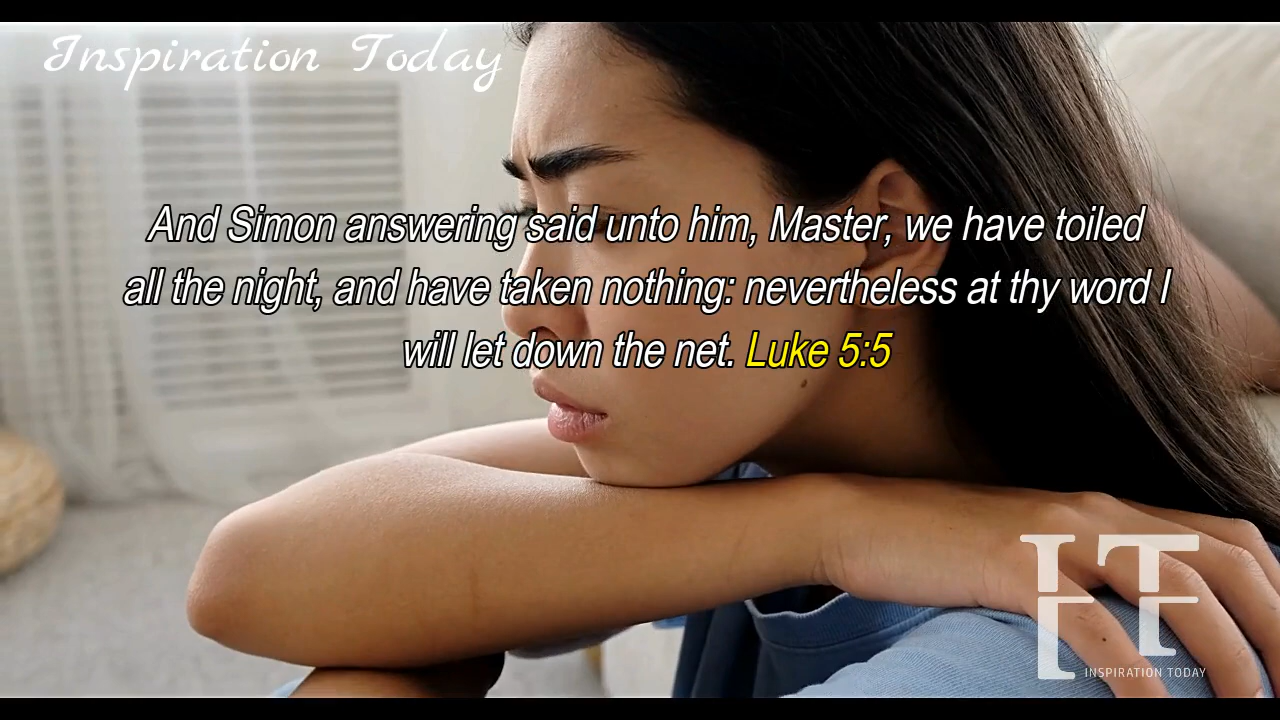 Inspiration Today
And Simon answering said unto him, Master, we have toiled
all the night, and have taken nothing: nevertheless at thy word I
will let down the net. Luke 5:5
IT
INSPIRATION TODAY